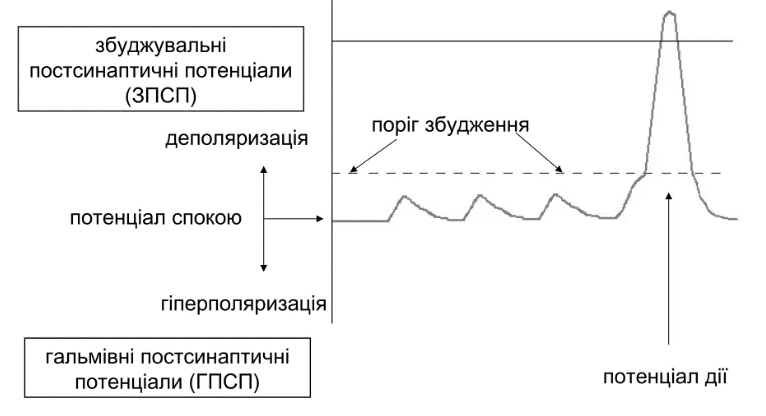 збуджувальні
постсинаптичні потенціали
(ЗПСП)
деполяризація
поріг збудження
потенціал спокою
гіперполяризація
гальмівні постсинаптичні
потенціали (ГПСП)
потенціал дії